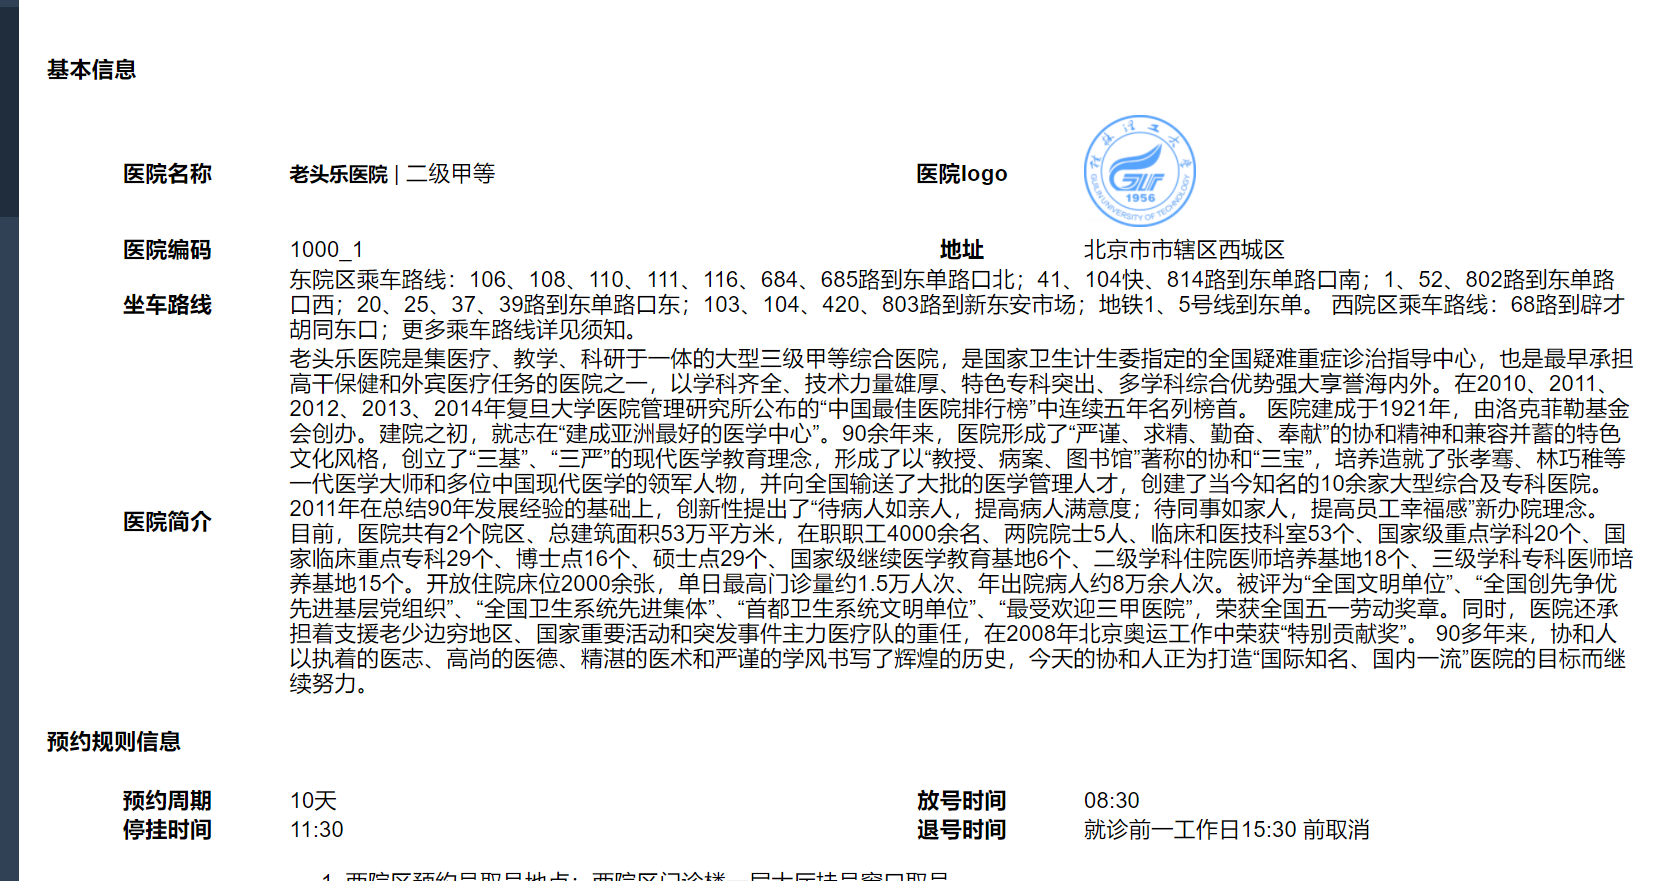 基本信息
医院名称 老头乐医院 | 二级甲等 医院logo
桂林理工大学
GUT
1956
GUILIN UNIVERSITY OF TECHNOLOGY
医院编码 1000_1 地址 北京市市辖区西城区
坐车路线
东院区乘车路线：106、108、110、111、116、684、685路到东单路口北；41、104快、814路到东单路口南；1、52、802路到东单路
口西；20、25、37、39路到东单路口东；103、104、420、803路到新东安市场；地铁1、5号线到东单。 西院区乘车路线：68路到辟才
胡同东口；更多乘车路线详见须知。
医院简介
老头乐医院是集医疗、教学、科研于一体的大型三级甲等综合医院，是国家卫生计生委指定的全国疑难重症诊治指导中心，也是最早承担
高干保健和外宾医疗任务的医院之一，以学科齐全、技术力量雄厚、特色专科突出、多学科综合优势强大享誉海内外。在2010、2011、
2012、2013、2014年复旦大学医院管理研究所公布的“中国最佳医院排行榜”中连续五年名列榜首。 医院建成于1921年，由洛克菲勒基金
会创办。建院之初，就志在“建成亚洲最好的医学中心”。90余年来，医院形成了“严谨、求精、勤奋、奉献”的协和精神和兼容并蓄的特色
文化风格，创立了“三基”、“三严”的现代医学教育理念，形成了以“教授、病案、图书馆”著称的协和“三宝”，培养造就了张孝骞、林巧稚等
一代医学大师和多位中国现代医学的领军人物，并向全国输送了大批的医学管理人才，创建了当今知名的10余家大型综合及专科医院。
2011年在总结90年发展经验的基础上，创新性提出了“待病人如亲人，提高病人满意度；待同事如家人，提高员工幸福感”新办院理念。
目前，医院共有2个院区、总建筑面积53万平方米，在职职工4000余名、两院院士5人、临床和医技科室53个、国家级重点学科20个、国
家临床重点专科29个、博士点16个、硕士点29个、国家级继续医学教育基地6个、二级学科住院医师培养基地18个、三级学科专科医师培
养基地15个。开放住院床位2000余张，单日最高门诊量约1.5万人次、年出院病人约8万余人次。被评为“全国文明单位”、“全国创先争优
先进基层党组织”、“全国卫生系统先进集体”、“首都卫生系统文明单位”、“最受欢迎三甲医院”，荣获全国五一劳动奖章。同时，医院还承
担着支援老少边穷地区、国家重要活动和突发事件主力医疗队的重任，在2008年北京奥运工作中荣获“特别贡献奖”。 90多年来，协和人
以执着的医志、高尚的医德、精湛的医术和严谨的学风书写了辉煌的历史，今天的协和人正为打造“国际知名、国内一流”医院的目标而继
续努力。
预约规则信息
预约周期 10天 放号时间 08:30
停挂时间 11:30 退号时间 就诊前一工作日15:30 前取消
1. 西院区预约号取号地点：西院区门诊楼一层大厅挂号窗口取号